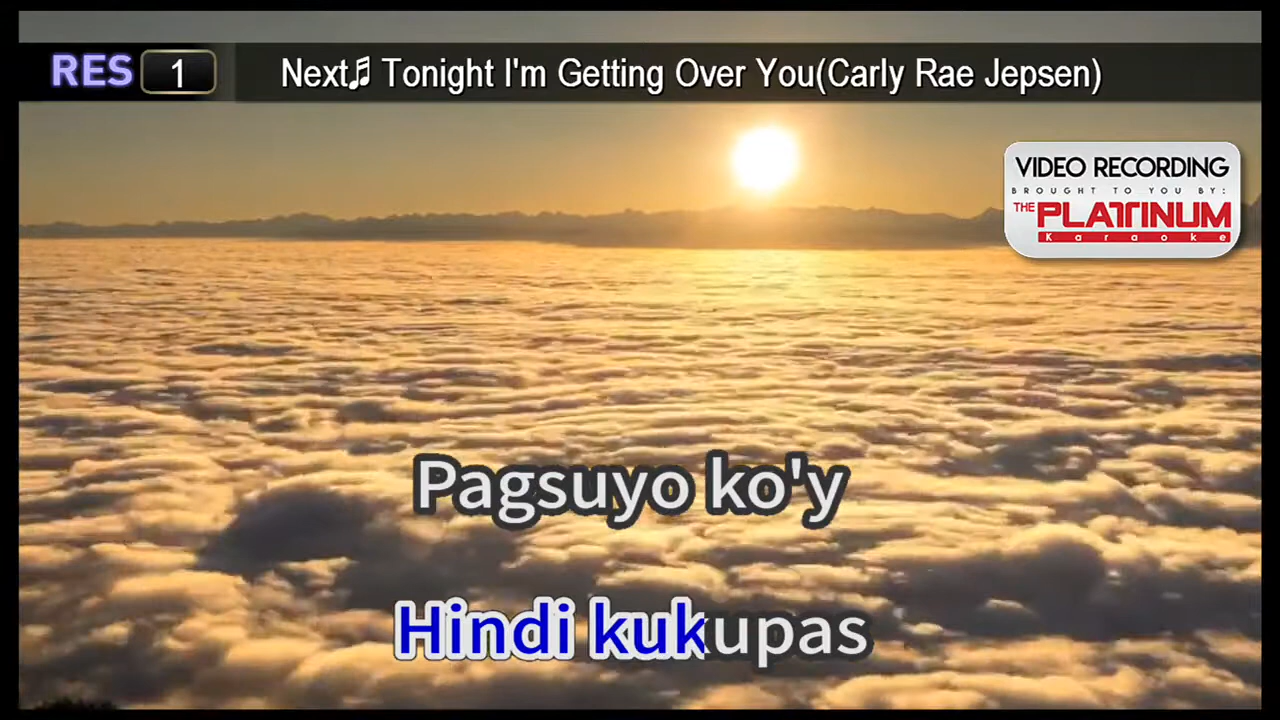 RES 1 Next♫ Tonight I'm Getting Over You(Carly Rae Jepsen)
VIDEO RECORDING
BROUGHT TO YOU BY:
THE PLATINUM
Karaoke
Pagsuyo ko'y
Hindi kukupas